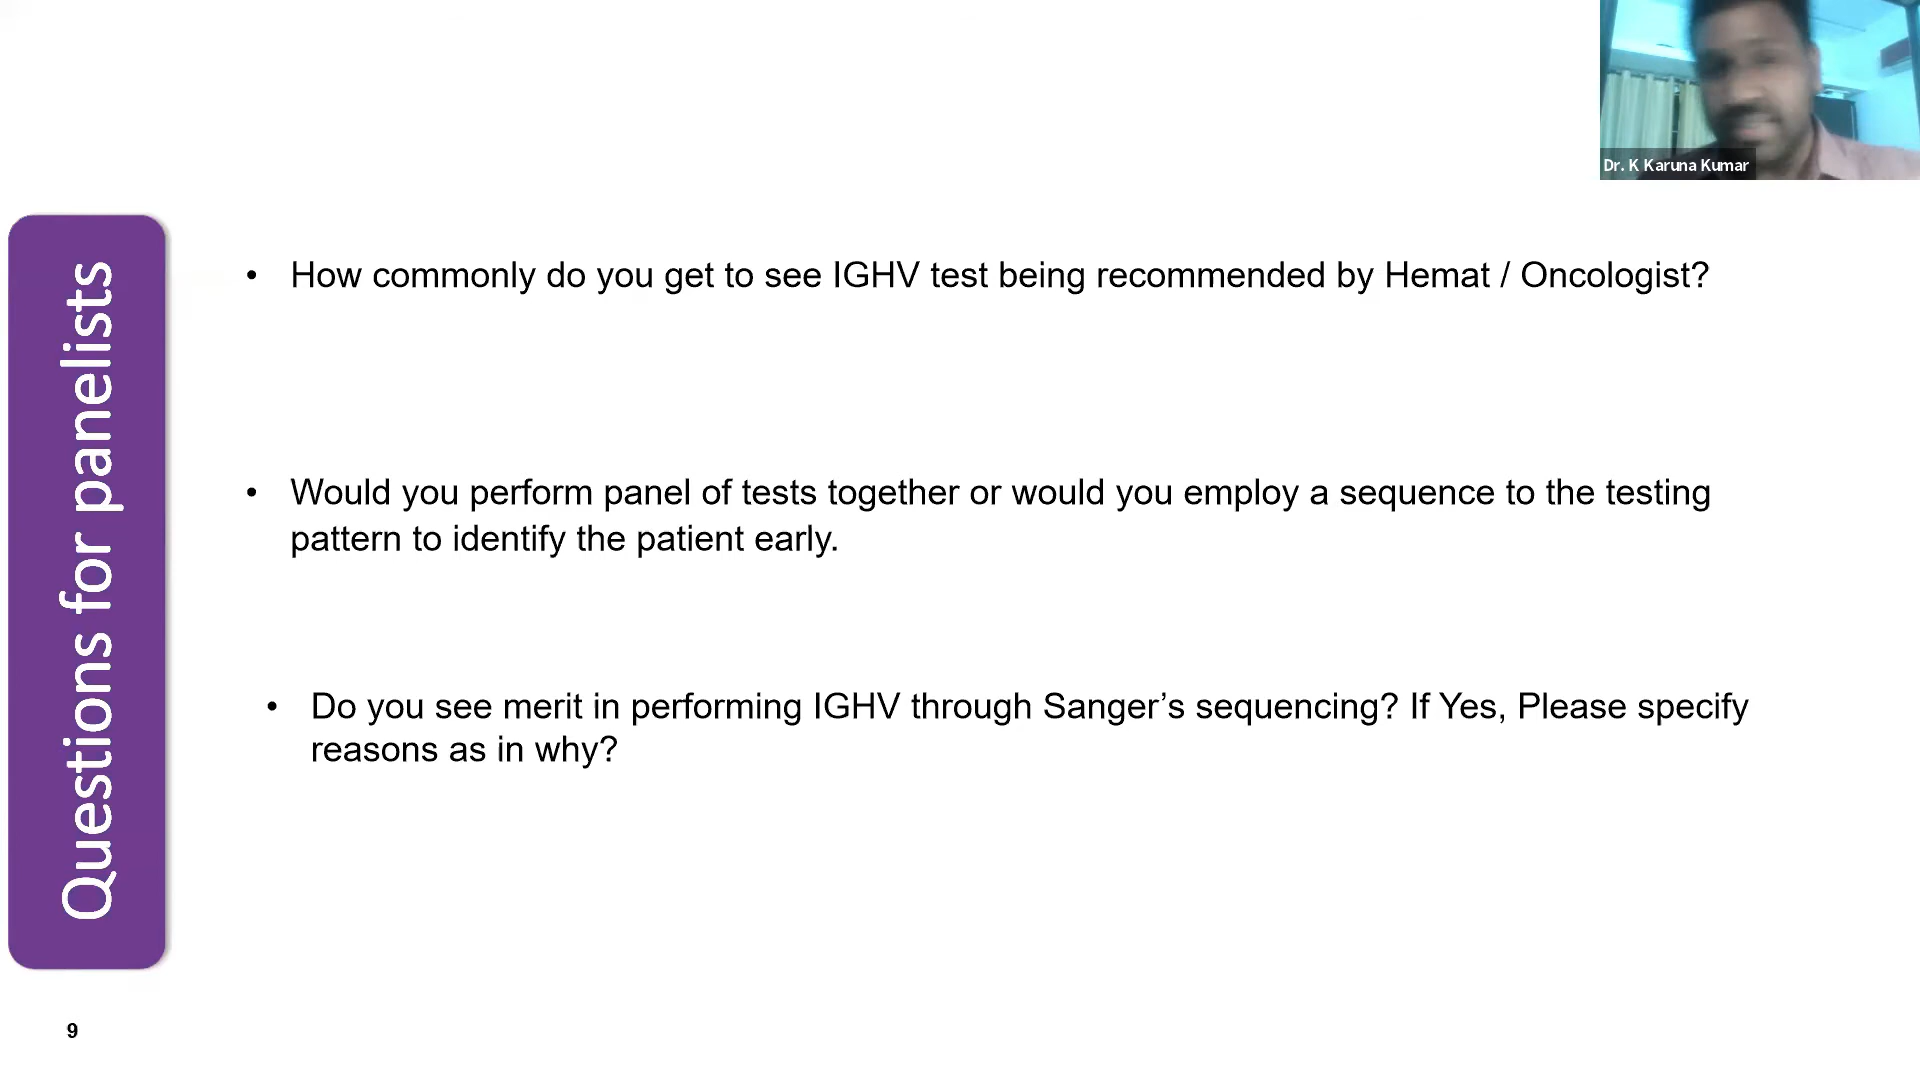 Dr. K Karuna Kumar
Questions for panelists
• How commonly do you get to see IGHV test being recommended by Hemat / Oncologist?
• Would you perform panel of tests together or would you employ a sequence to the testing
pattern to identify the patient early.
• Do you see merit in performing IGHV through Sanger’s sequencing? If Yes, Please specify
reasons as in why?
9